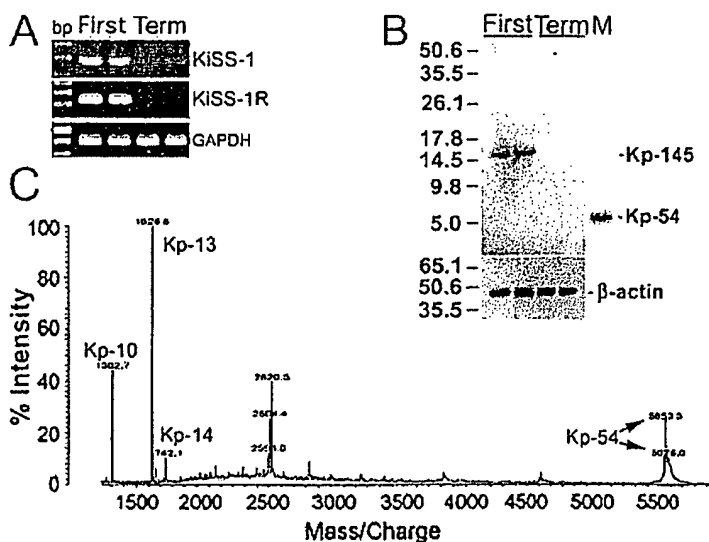 A
bp First Term
KiSS-1
KiSS-1R
GAPDH
B
First Term M
50.6
35.5
26.1
17.8
14.5
9.8
5.0
65.1
50.6
35.5
Kp-145
Kp-54
β-actin
C
% Intensity
100
80
60
40
20
0
Kp-10
1302.7
Kp-13
Kp-14
Kp-54
1500 2000 2500 3000 3500 4000 4500 5000 5500
Mass/Charge